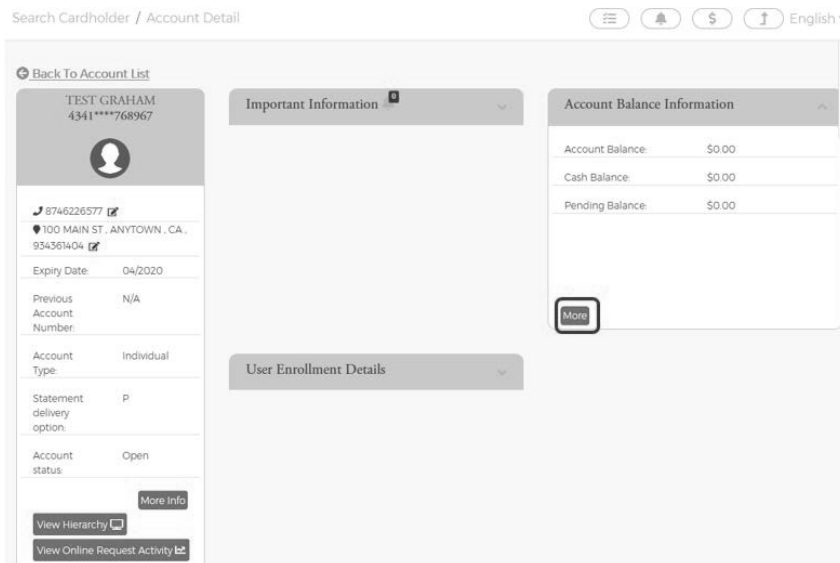 Search Cardholder / Account Detail
English
Back To Account List
TEST GRAHAM
4341****768967
8746226577
100 MAIN ST , ANYTOWN , CA ,
934361404
Expiry Date: 04/2020
Previous Account Number: N/A
Account Type: Individual
Statement delivery option: P
Account status: Open
More Info
View Hierarchy
View Online Request Activity
Important Information 0
User Enrollment Details
Account Balance Information
Account Balance: $0.00
Cash Balance: $0.00
Pending Balance: $0.00
More